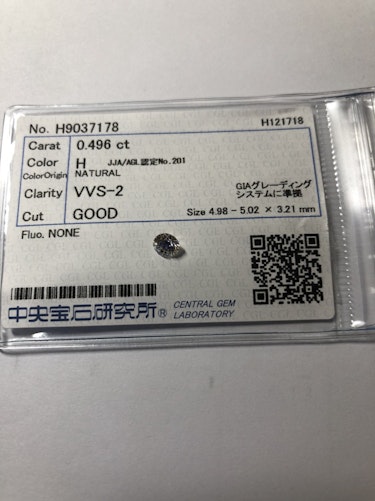 No. H9037178 H121718
Carat 0.496 ct
Color H JJA/AGL認定No.201
ColorOrigin NATURAL
Clarity VVS-2 GIAグレーディング
システムに準拠
Cut GOOD Size 4.98 - 5.02 × 3.21 mm
Fluo. NONE
中央宝石研究所® CENTRAL GEM
LABORATORY